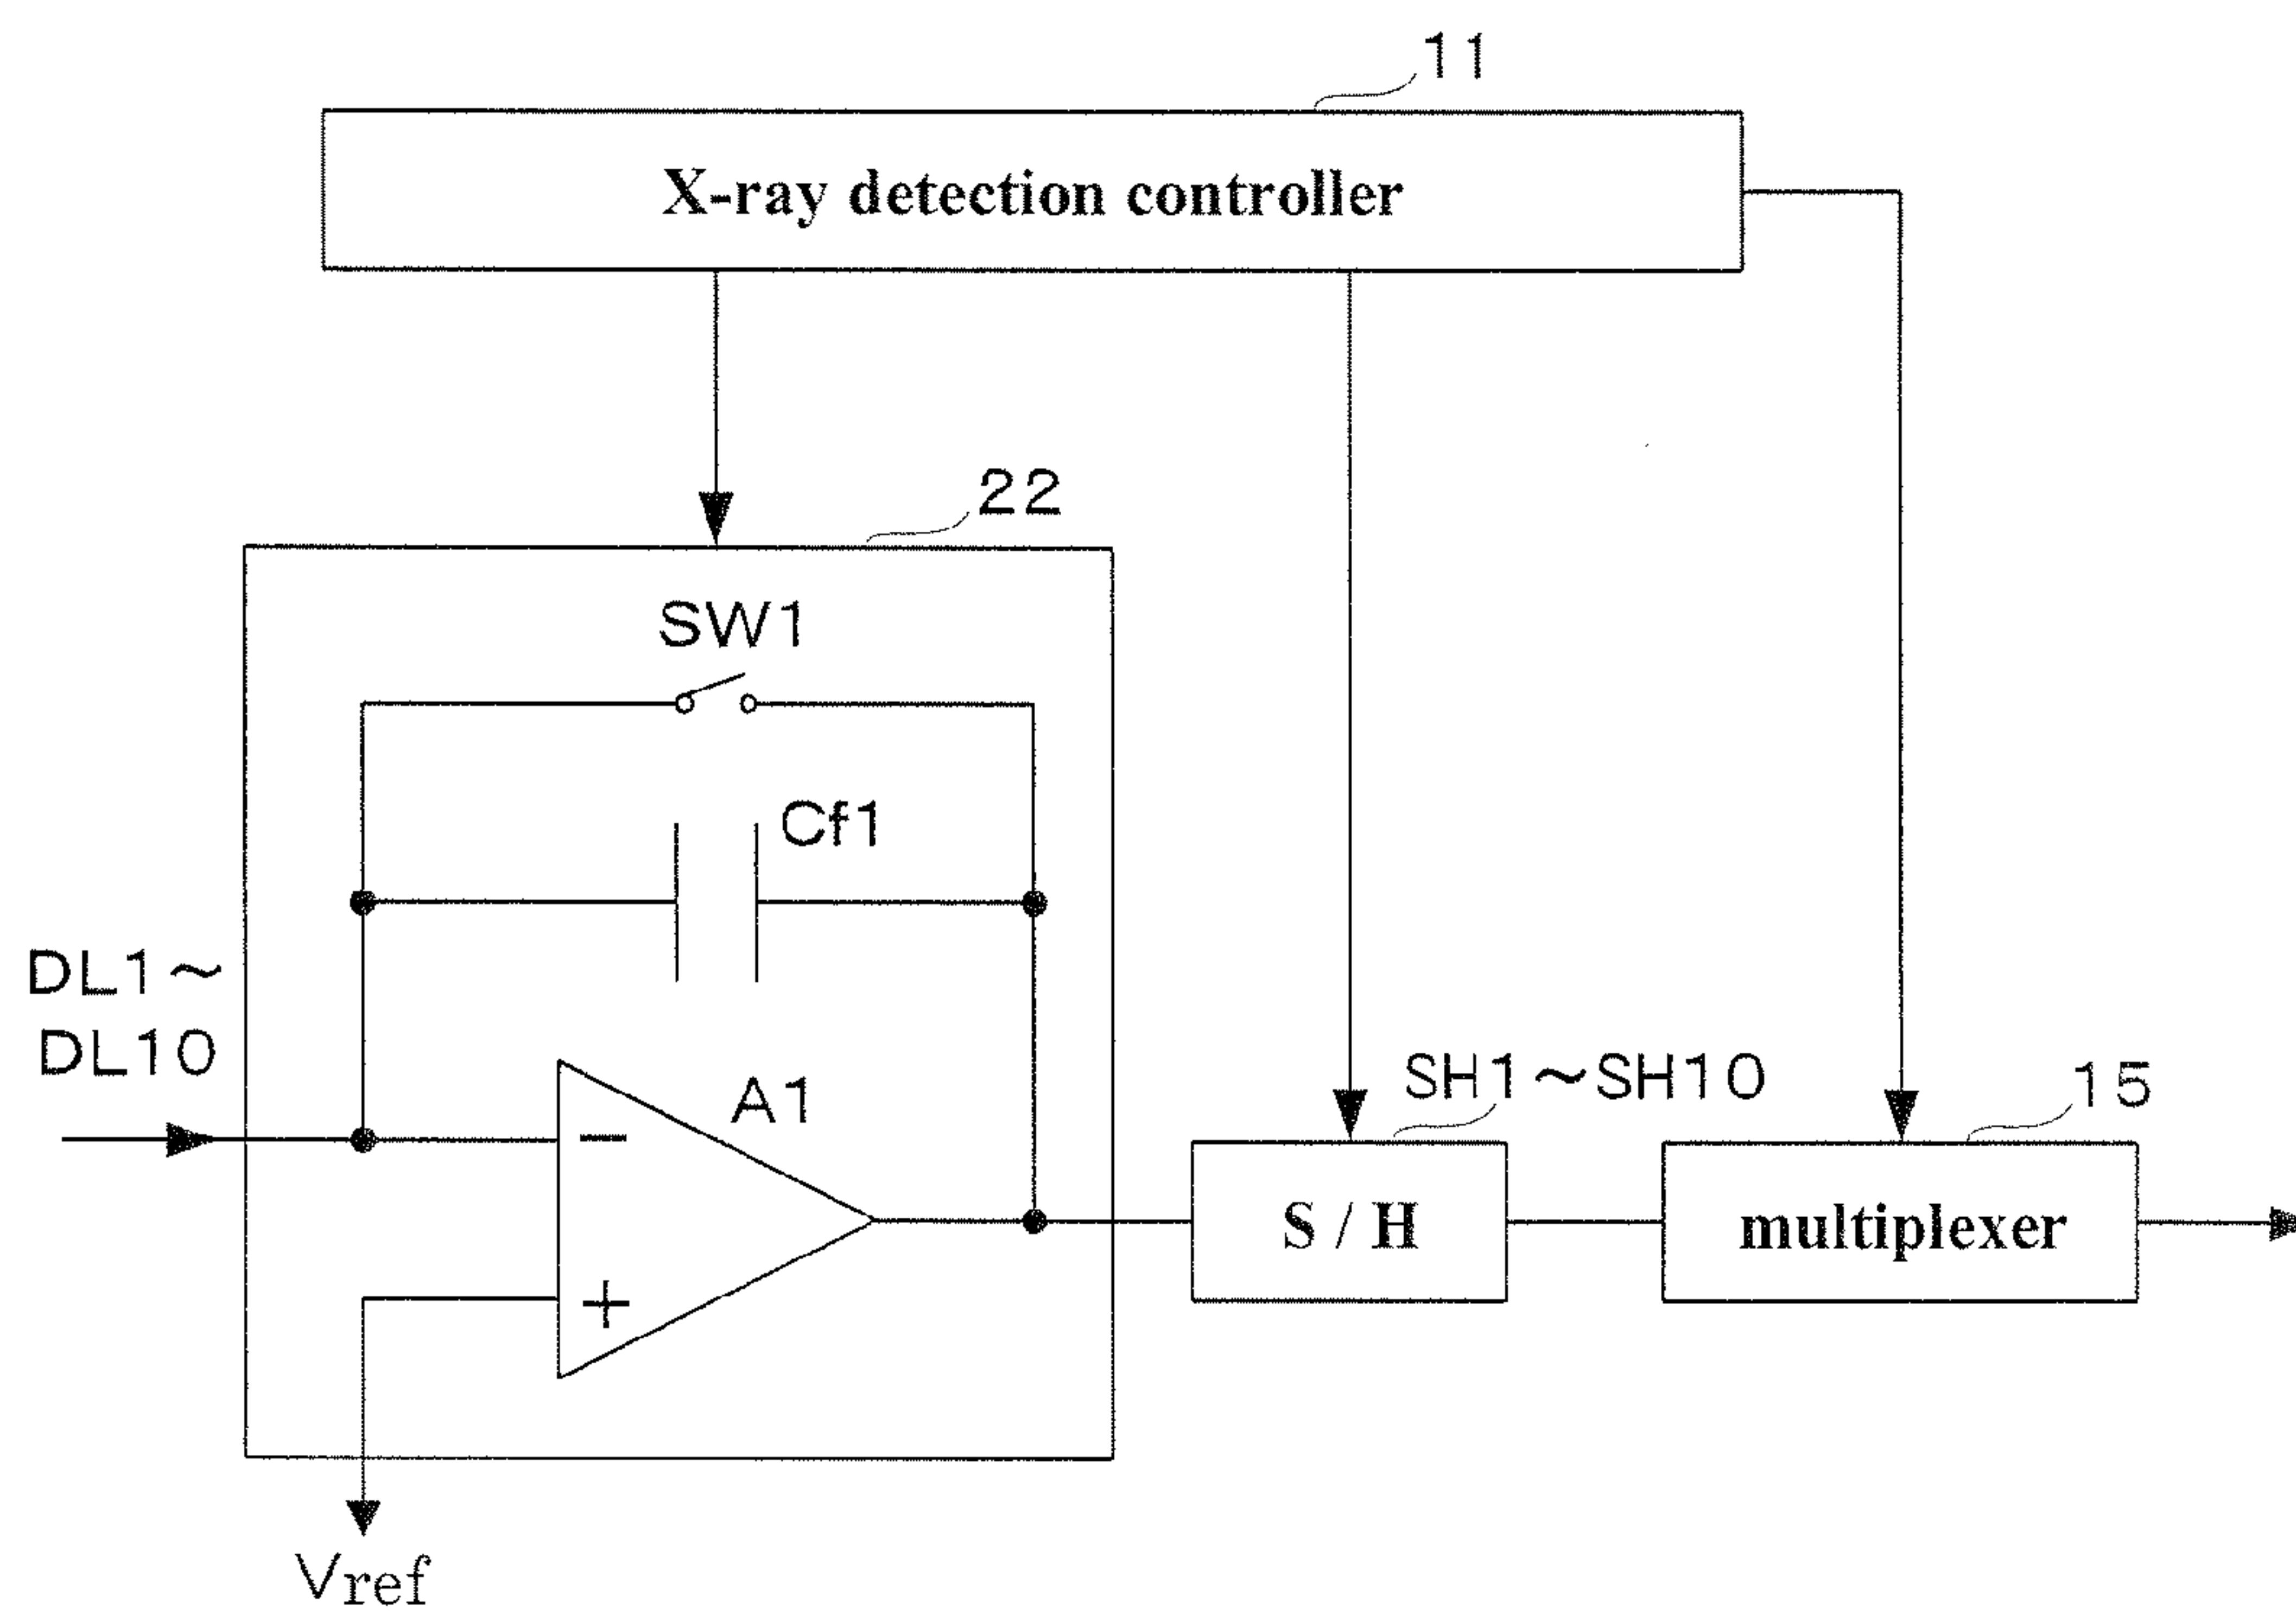 11
X-ray detection controller
22
SW1
Cf1
DL1~
DL10
A1
−
+
SH1~SH10
15
S / H
multiplexer
Vref